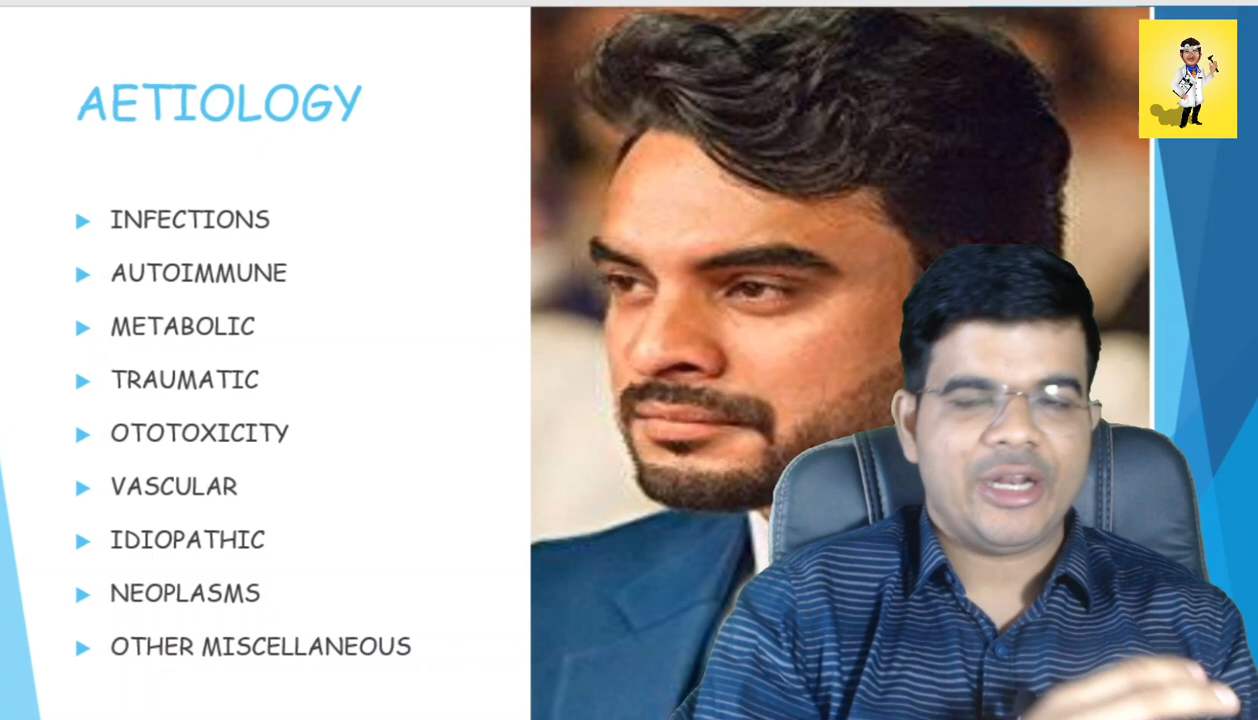 AETIOLOGY
INFECTIONS
AUTOIMMUNE
METABOLIC
TRAUMATIC
OTOTOXICITY
VASCULAR
IDIOPATHIC
NEOPLASMS
OTHER MISCELLANEOUS